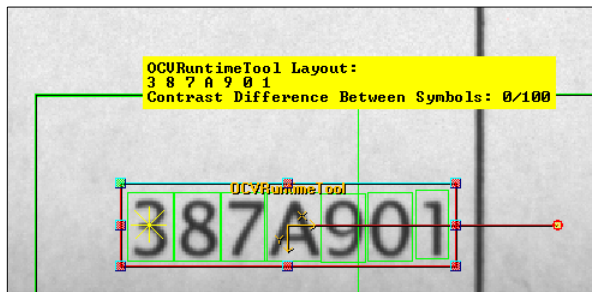 OCVRuntimeTool Layout:
3 8 7 A 9 0 1
Contrast Difference Between Symbols: 0/100
OCVRuntimeTool
387A901
X
Y